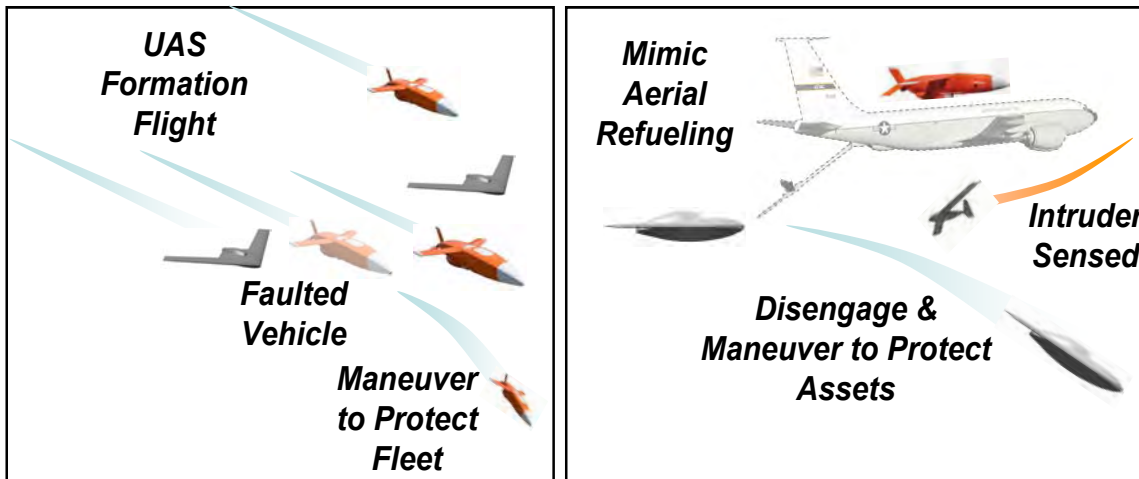 UAS
Formation
Flight
Faulted
Vehicle
Maneuver
to Protect
Fleet
Mimic
Aerial
Refueling
Intruder
Sensed
Disengage &
Maneuver to Protect
Assets